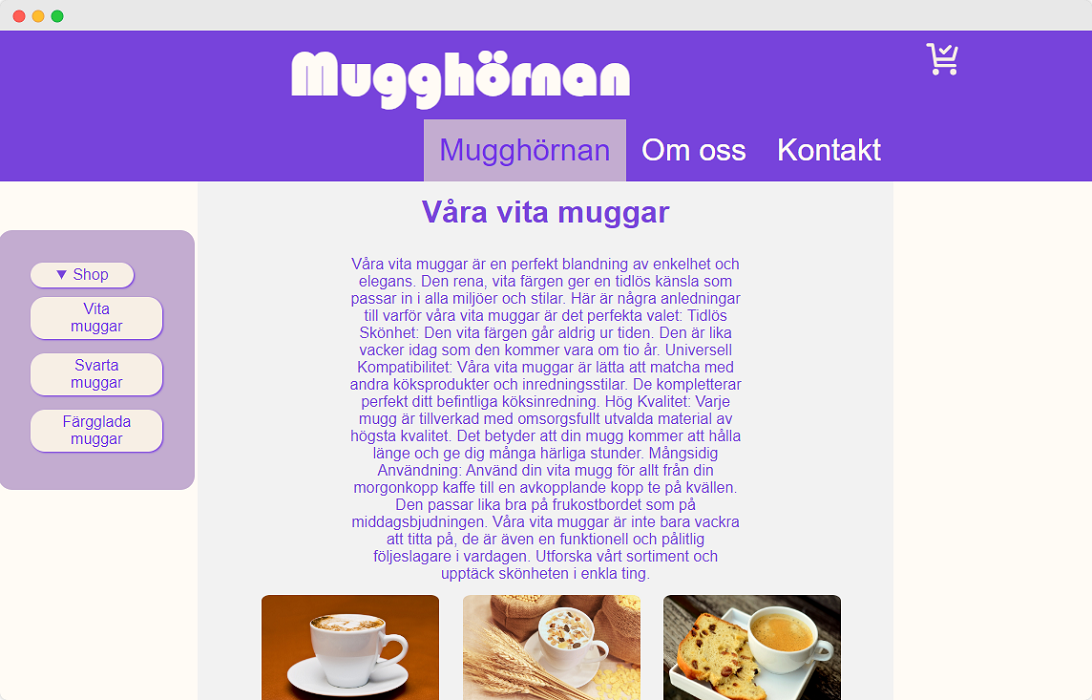 Mugghörnan
Mugghörnan Om oss Kontakt
▼ Shop
Vita
muggar
Svarta
muggar
Färgglada
muggar
Våra vita muggar
Våra vita muggar är en perfekt blandning av enkelhet och
elegans. Den rena, vita färgen ger en tidlös känsla som
passar in i alla miljöer och stilar. Här är några anledningar
till varför våra vita muggar är det perfekta valet: Tidlös
Skönhet: Den vita färgen går aldrig ur tiden. Den är lika
vacker idag som den kommer vara om tio år. Universell
Kompatibilitet: Våra vita muggar är lätta att matcha med
andra köksprodukter och inredningsstilar. De kompletterar
perfekt ditt befintliga köksinredning. Hög Kvalitet: Varje
mugg är tillverkad med omsorgsfullt utvalda material av
högsta kvalitet. Det betyder att din mugg kommer att hålla
länge och ge dig många härliga stunder. Mångsidig
Användning: Använd din vita mugg för allt från din
morgonkopp kaffe till en avkopplande kopp te på kvällen.
Den passar lika bra på frukostbordet som på
middagsbjudningen. Våra vita muggar är inte bara vackra
att titta på, de är även en funktionell och pålitlig
följeslagare i vardagen. Utforska vårt sortiment och
upptäck skönheten i enkla ting.